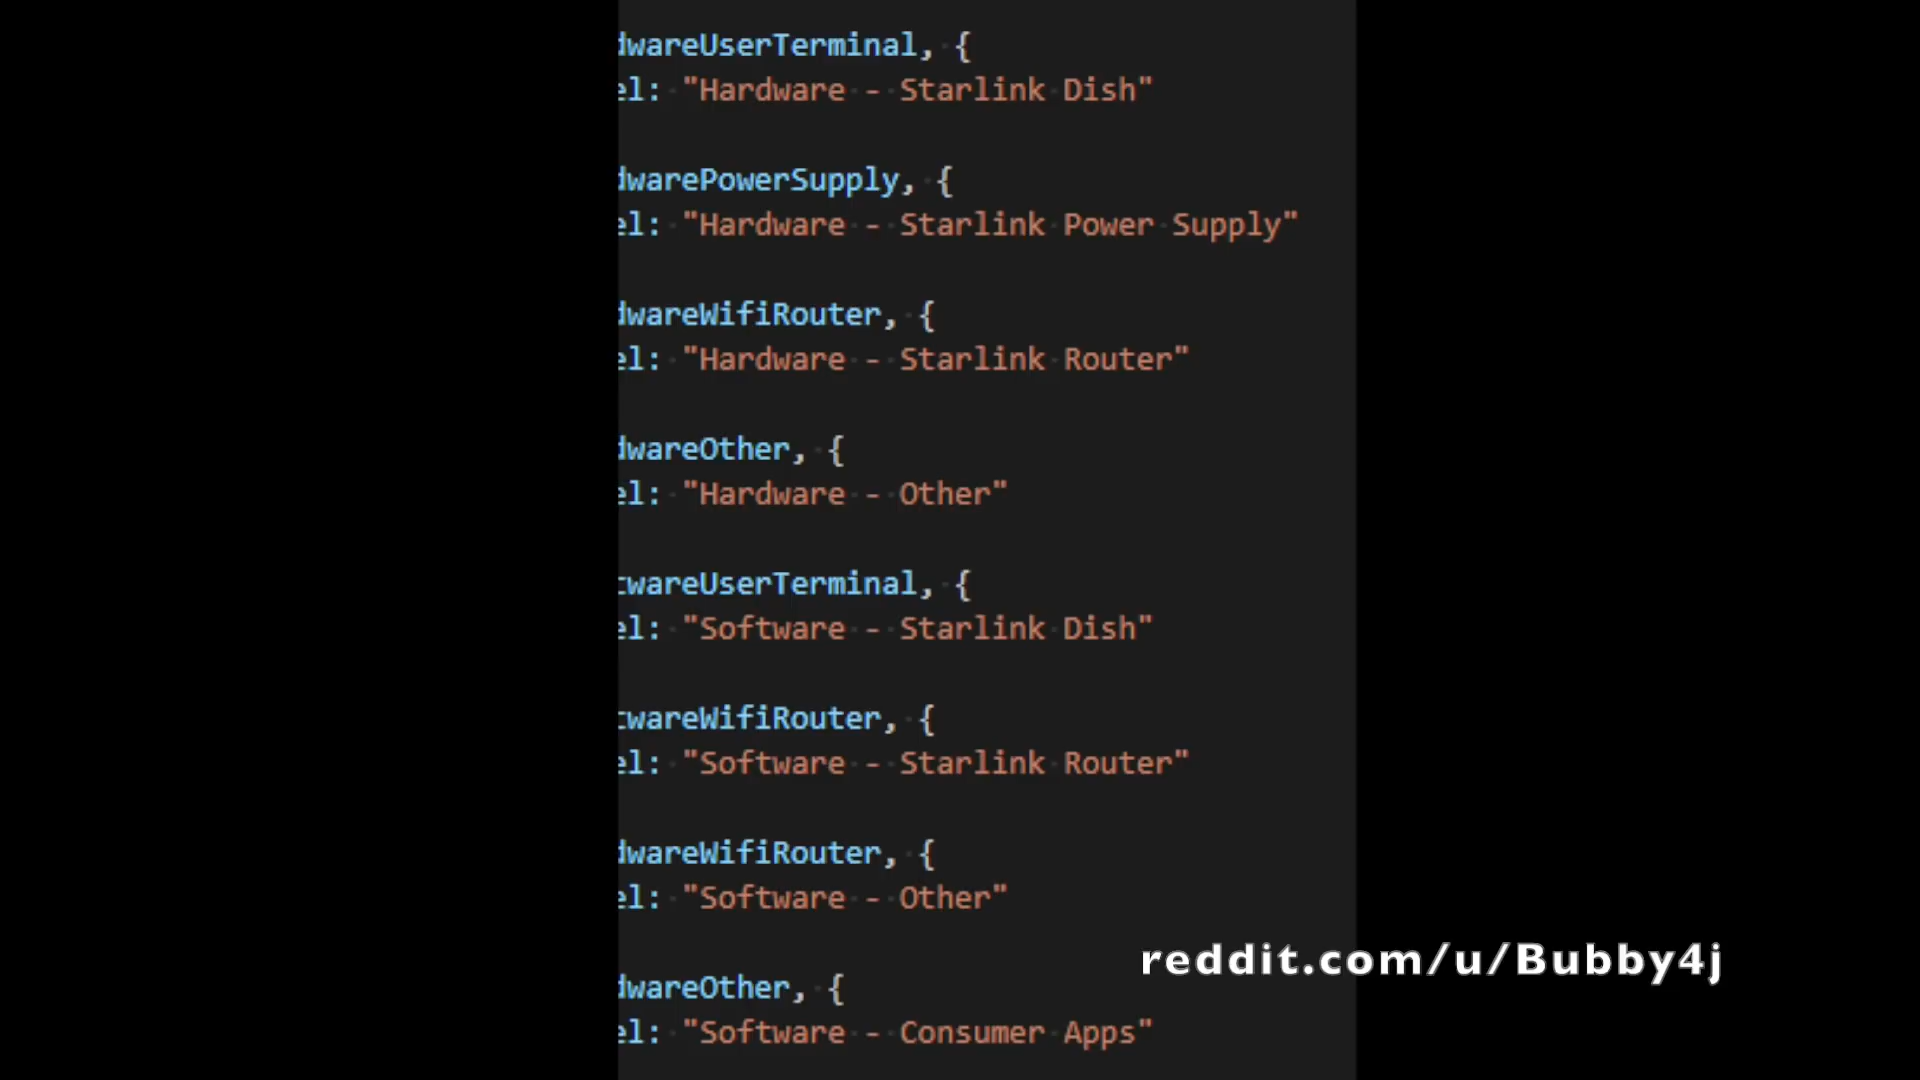 dwareUserTerminal, {
el: "Hardware - Starlink Dish"
dwarePowerSupply, {
el: "Hardware - Starlink Power Supply"
dwareWifiRouter, {
el: "Hardware - Starlink Router"
dwareOther, {
el: "Hardware - Other"
twareUserTerminal, {
el: "Software - Starlink Dish"
twareWifiRouter, {
el: "Software - Starlink Router"
dwareWifiRouter, {
el: "Software - Other"
reddit.com/u/Bubby4j
dwareOther, {
el: "Software - Consumer Apps"